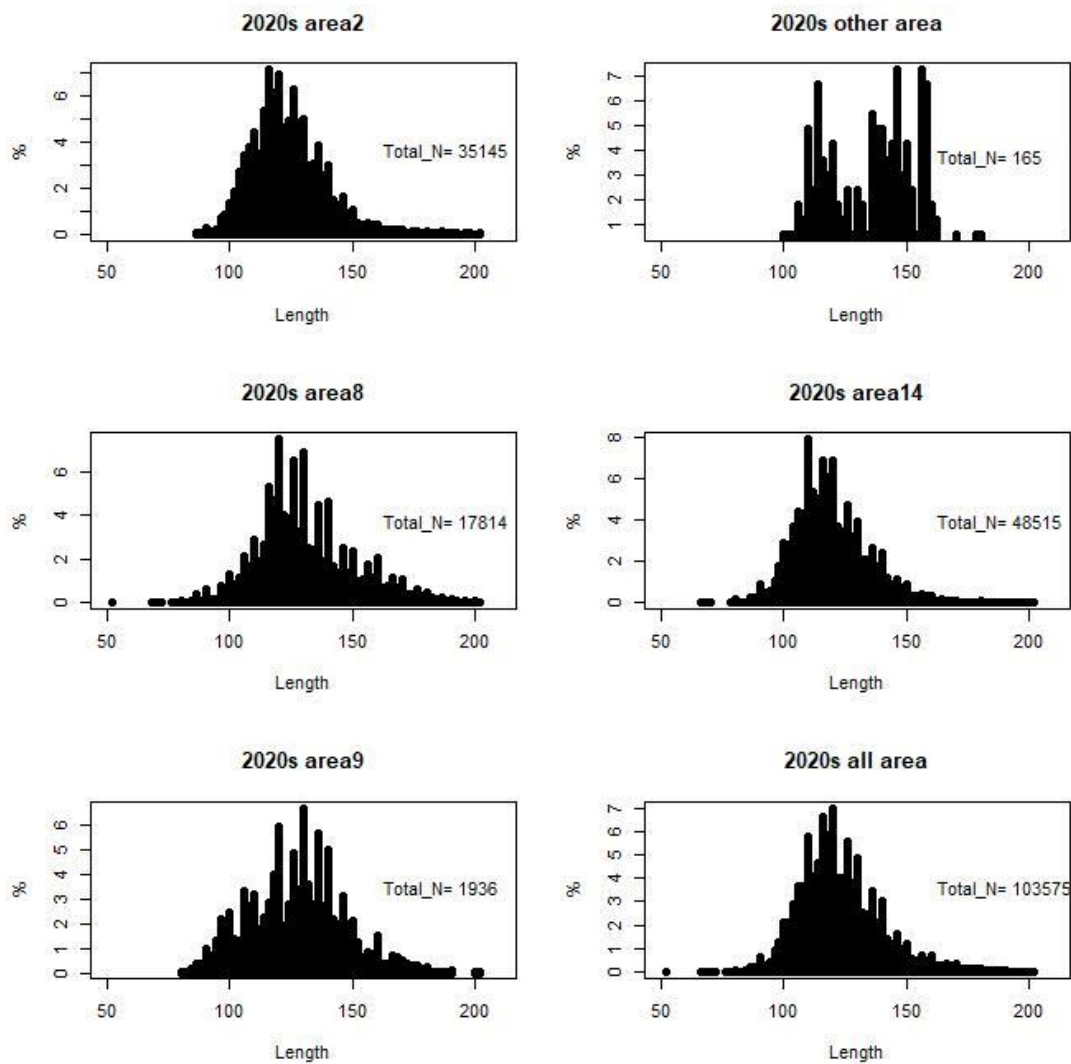 2020s area2
%
6
4
2
0
Total_N= 35145
50 100 150 200
Length
2020s other area
%
7
6
5
4
3
2
1
Total_N= 165
50 100 150 200
Length
2020s area8
%
6
4
2
0
Total_N= 17814
50 100 150 200
Length
2020s area14
%
8
6
4
2
0
Total_N= 48515
50 100 150 200
Length
2020s area9
%
6
5
4
3
2
1
0
Total_N= 1936
50 100 150 200
Length
2020s all area
%
7
6
5
4
3
2
1
0
Total_N= 103575
50 100 150 200
Length